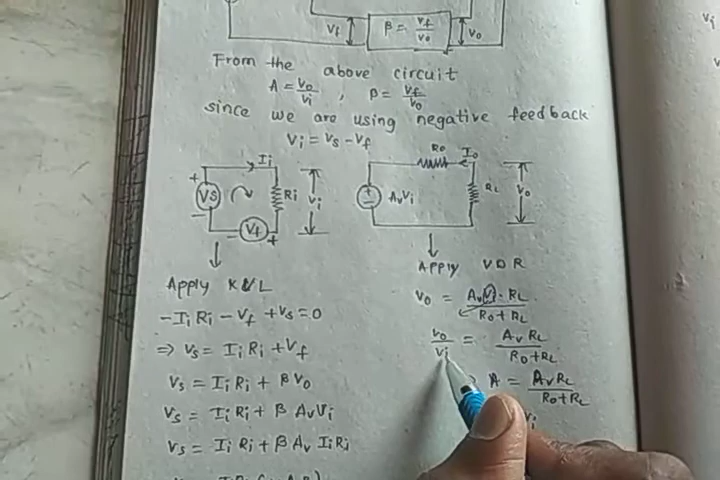 Vf β = Vf/Vo Vo
From the above circuit
A = Vo/Vi , β = Vf/Vo
since we are using negative feedback
Vi = Vs - Vf
+ Vs - Ii Ri Vi - Vf +
Ro Io + - AvVi RL Vo
Apply KVL
-IiRi - Vf + Vs = 0
⇒ Vs = IiRi + Vf
Vs = IiRi + βVo
Vs = IiRi + β AvVi
Vs = IiRi + β Av IiRi
Apply VDR
Vo = AvVi · RL / Ro + RL
Vo/Vi = AvRL / Ro + RL
A = AvRL / Ro + RL